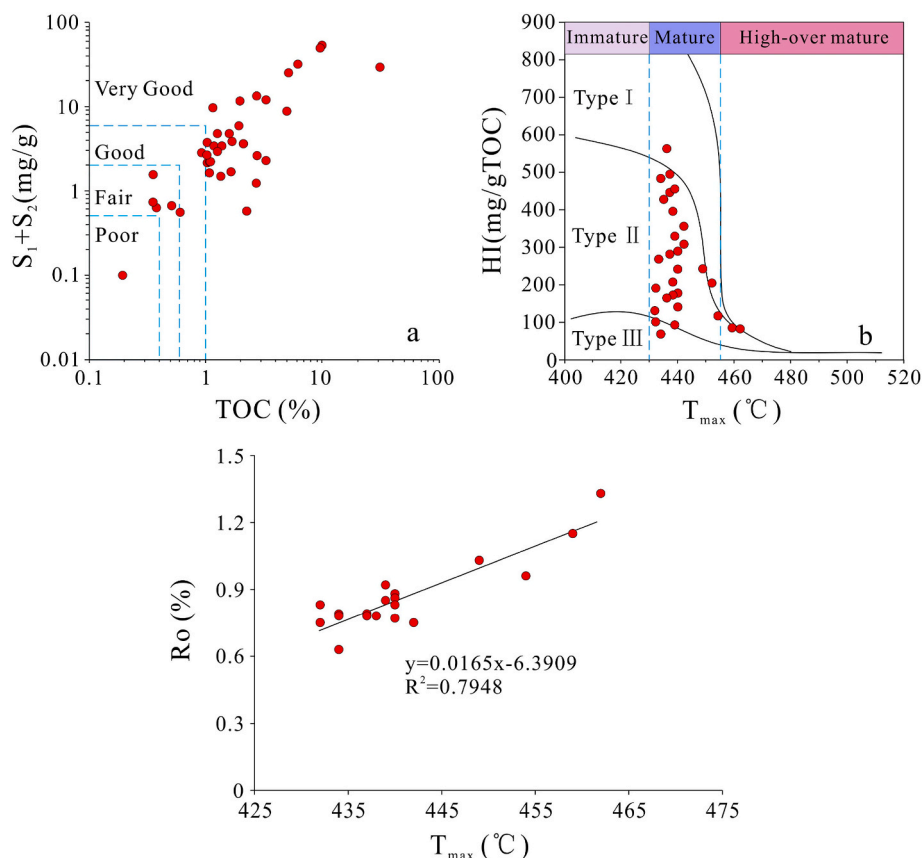 100
10
1
0.1
0.01
S₁+S₂(mg/g)
Very Good
Good
Fair
Poor
a
0.1
1
10
100
TOC (%)
900
800
700
600
500
400
300
200
100
0
HI(mg/gTOC)
Immature
Mature
High-over mature
Type Ⅰ
Type Ⅱ
Type Ⅲ
b
400
420
440
460
480
500
520
Tmax (℃)
1.5
1.2
0.9
0.6
0.3
0
Ro (%)
y=0.0165x-6.3909
R²=0.7948
425
435
445
455
465
475
Tmax (℃)